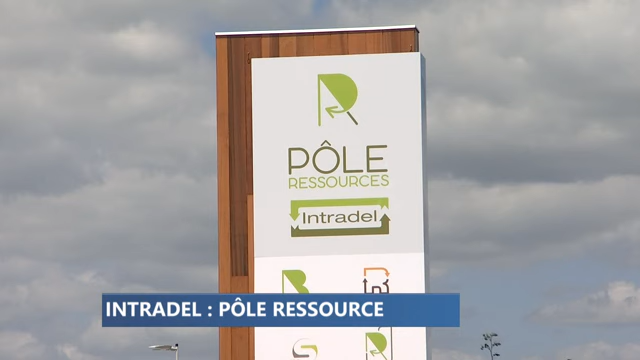 PÔLE
RESSOURCES
Intradel
INTRADEL : PÔLE RESSOURCE